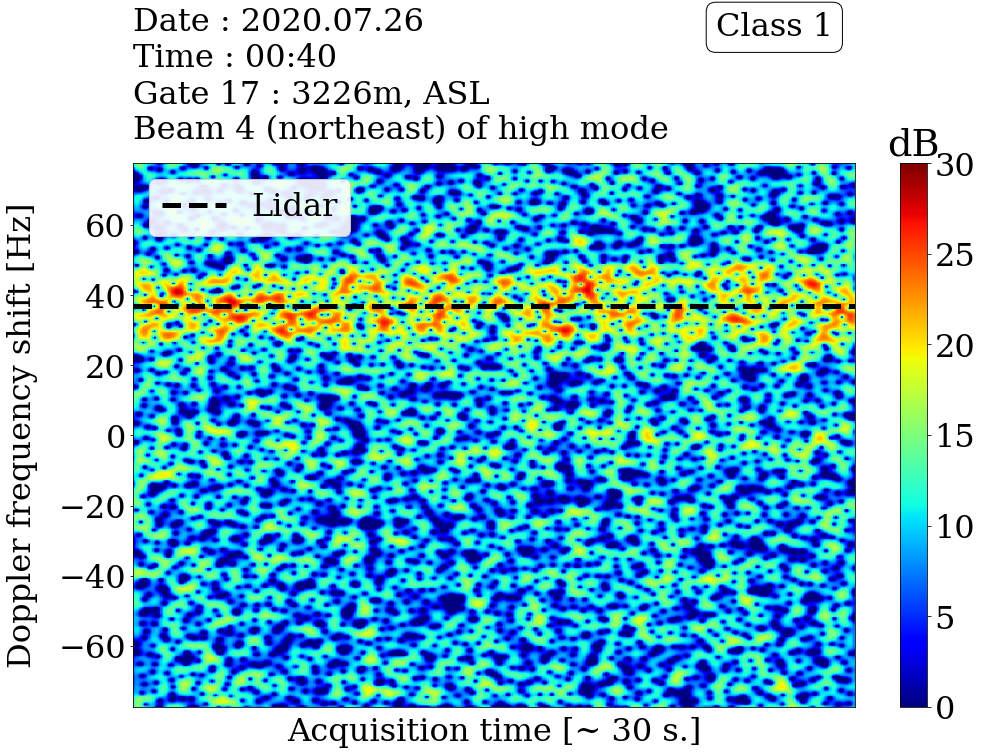 Date : 2020.07.26
Time : 00:40
Gate 17 : 3226m, ASL
Beam 4 (northeast) of high mode
Class 1
dB
Lidar
Doppler frequency shift [Hz]
60
40
20
0
−20
−40
−60
30
25
20
15
10
5
0
Acquisition time [~ 30 s.]